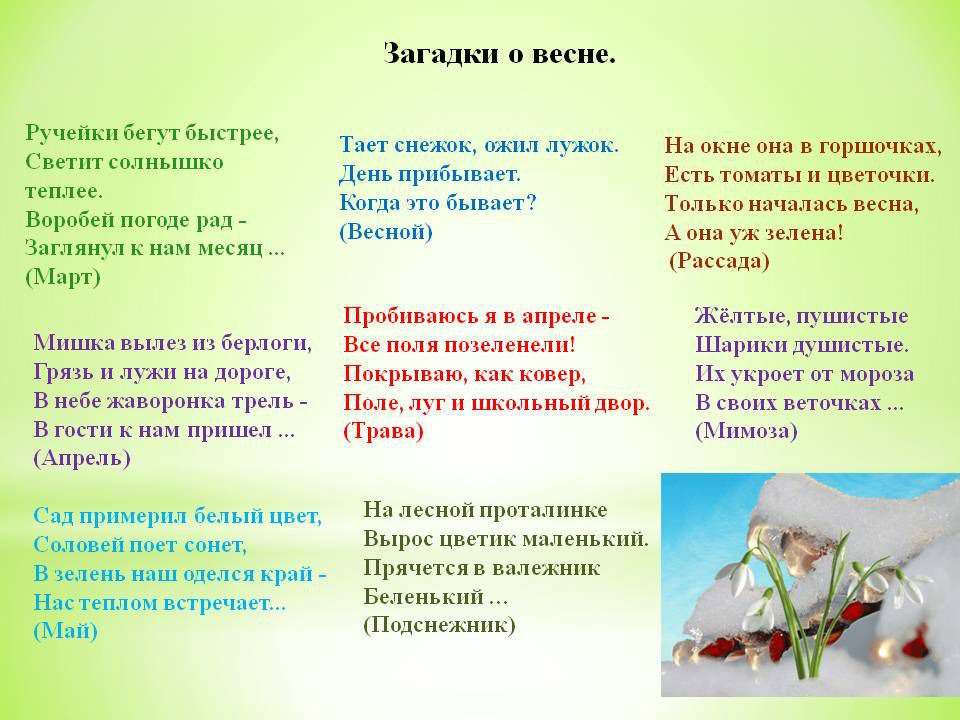 Загадки о весне.
Ручейки бегут быстрее,
Светит солнышко
теплее.
Воробей погоде рад -
Заглянул к нам месяц ...
(Март)
Тает снежок, ожил лужок.
День прибывает.
Когда это бывает?
(Весной)
На окне она в горшочках,
Есть томаты и цветочки.
Только началась весна,
А она уж зелена!
(Рассада)
Мишка вылез из берлоги,
Грязь и лужи на дороге,
В небе жаворонка трель -
В гости к нам пришел ...
(Апрель)
Пробиваюсь я в апреле -
Все поля позеленели!
Покрываю, как ковер,
Поле, луг и школьный двор.
(Трава)
Жёлтые, пушистые
Шарики душистые.
Их укроет от мороза
В своих веточках ...
(Мимоза)
Сад примерил белый цвет,
Соловей поет сонет,
В зелень наш оделся край -
Нас теплом встречает...
(Май)
На лесной проталинке
Вырос цветик маленький.
Прячется в валежник
Беленький ...
(Подснежник)